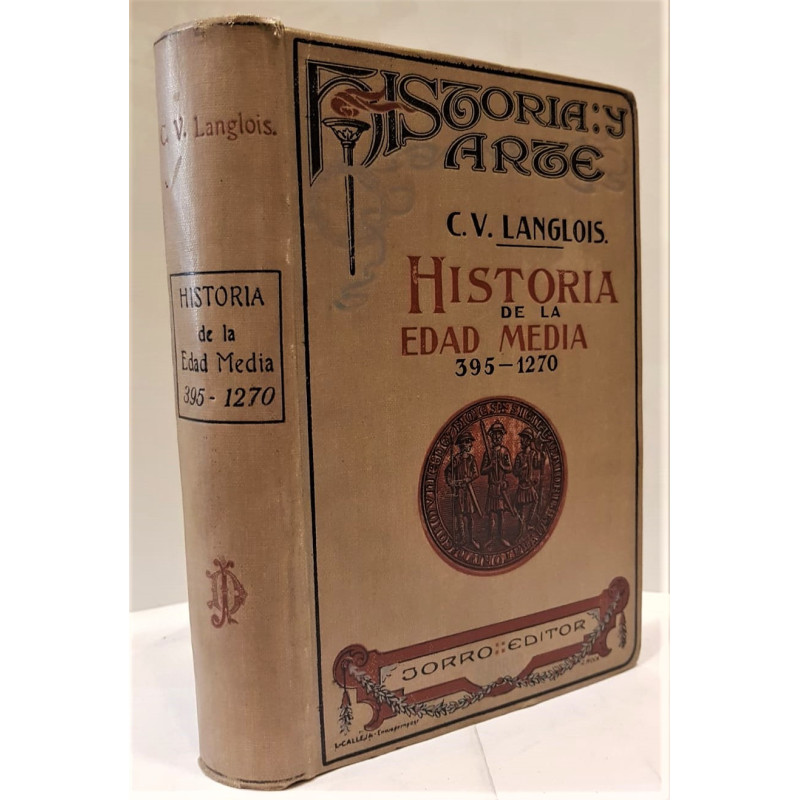 C. V. Langlois.
HISTORIA
de la
Edad Media
395 - 1270
HISTORIA: Y
ARTE
C. V. LANGLOIS.
HISTORIA
DE LA
EDAD MEDIA
395-1270
JORRO::EDITOR